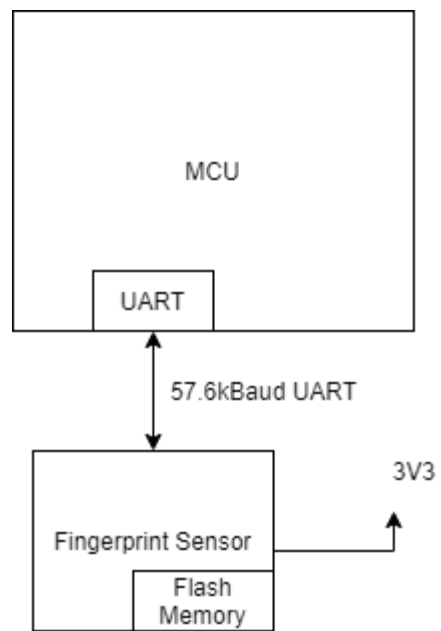 MCU
UART
57.6kBaud UART
3V3
Fingerprint Sensor
Flash
Memory